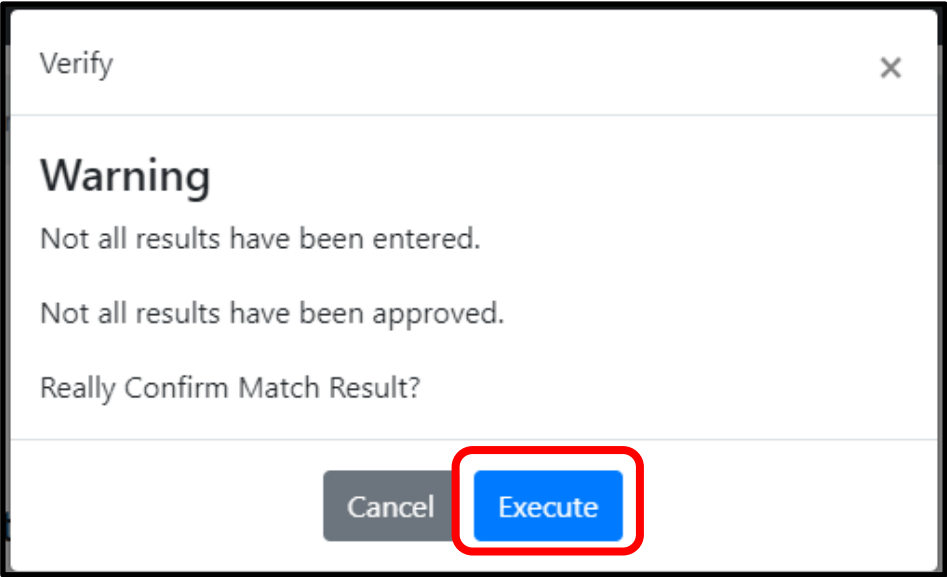 Verify ×
Warning
Not all results have been entered.
Not all results have been approved.
Really Confirm Match Result?
Cancel Execute